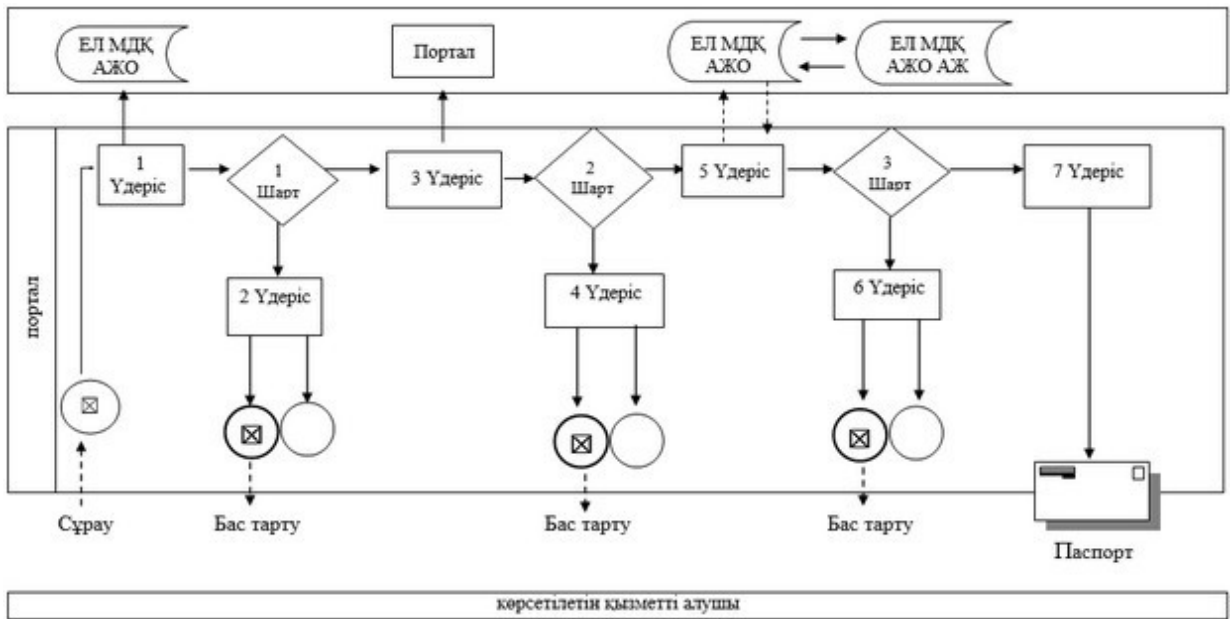 ЕЛ МДҚ
АЖО
Портал
ЕЛ МДҚ
АЖО
ЕЛ МДҚ
АЖО АЖ
1
Үдеріс
1
Шарт
3 Үдеріс
2
Шарт
5 Үдеріс
3
Шарт
7 Үдеріс
2 Үдеріс
4 Үдеріс
6 Үдеріс
портал
Сұрау
Бас тарту
Бас тарту
Бас тарту
Паспорт
көрсетілетін қызметті алушы